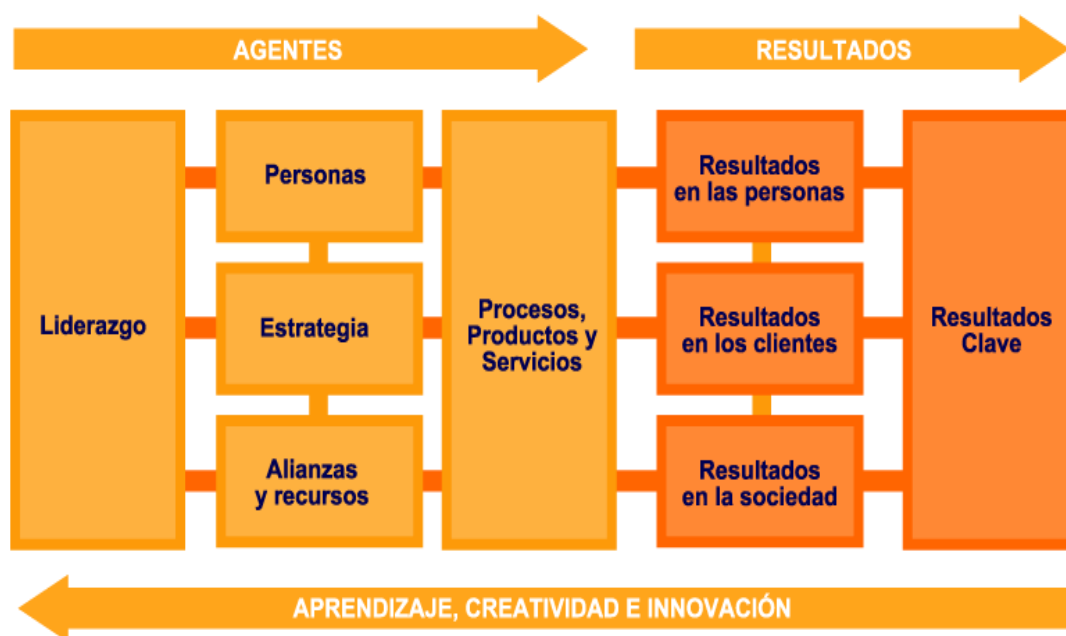 AGENTES
RESULTADOS
Liderazgo
Personas
Estrategia
Alianzas
y recursos
Procesos,
Productos y
Servicios
Resultados
en las personas
Resultados
en los clientes
Resultados
en la sociedad
Resultados
Clave
APRENDIZAJE, CREATIVIDAD E INNOVACIÓN